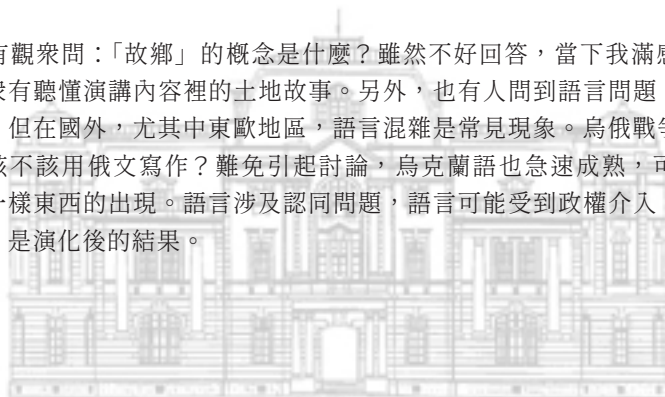 有觀眾問：「故鄉」的概念是什麼？雖然不好回答，當下我滿感
眾有聽懂演講內容裡的土地故事。另外，也有人問到語言問題
但在國外，尤其中東歐地區，語言混雜是常見現象。烏俄戰爭
該不該用俄文寫作？難免引起討論，烏克蘭語也急速成熟，可
一樣東西的出現。語言涉及認同問題，語言可能受到政權介入
是演化後的結果。